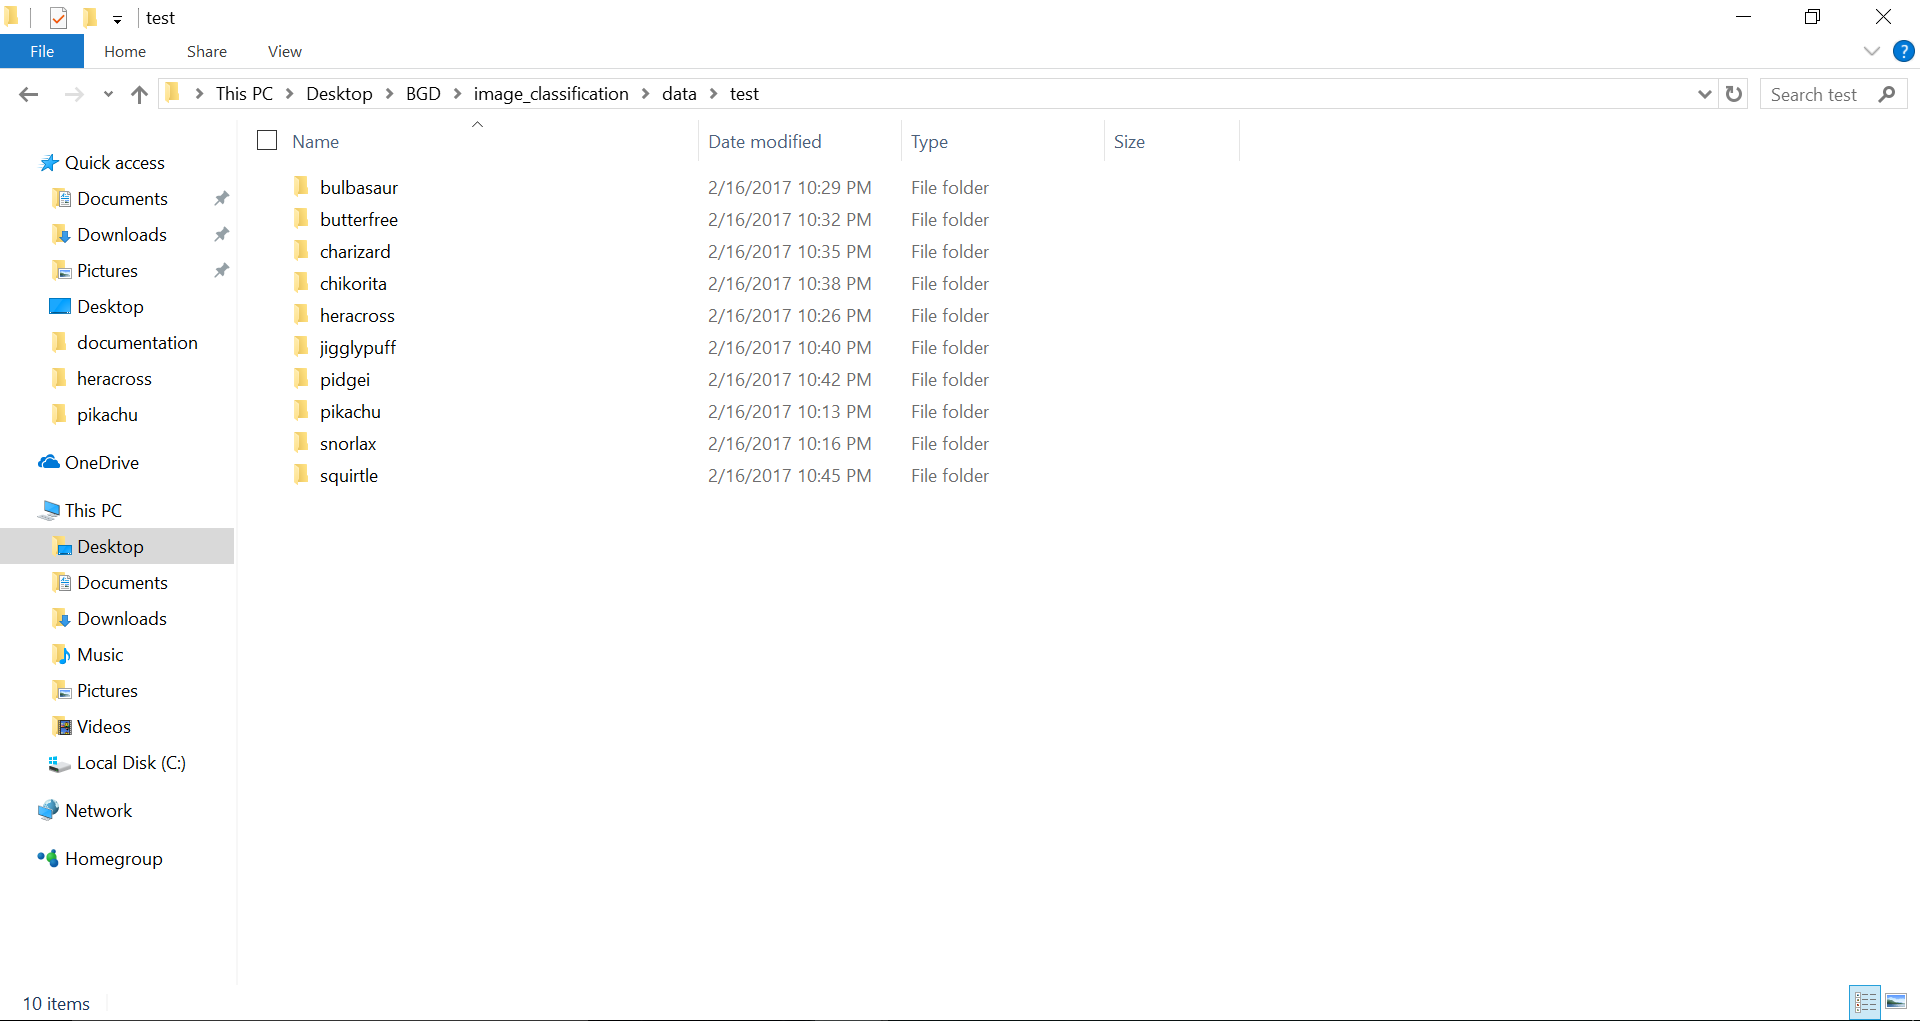 test
File Home Share View
This PC Desktop BGD image_classification data test Search test
Name Date modified Type Size
Quick access
Documents
Downloads
Pictures
Desktop
documentation
heracross
pikachu
OneDrive
This PC
Desktop
Documents
Downloads
Music
Pictures
Videos
Local Disk (C:)
Network
Homegroup
bulbasaur 2/16/2017 10:29 PM File folder
butterfree 2/16/2017 10:32 PM File folder
charizard 2/16/2017 10:35 PM File folder
chikorita 2/16/2017 10:38 PM File folder
heracross 2/16/2017 10:26 PM File folder
jigglypuff 2/16/2017 10:40 PM File folder
pidgei 2/16/2017 10:42 PM File folder
pikachu 2/16/2017 10:13 PM File folder
snorlax 2/16/2017 10:16 PM File folder
squirtle 2/16/2017 10:45 PM File folder
10 items